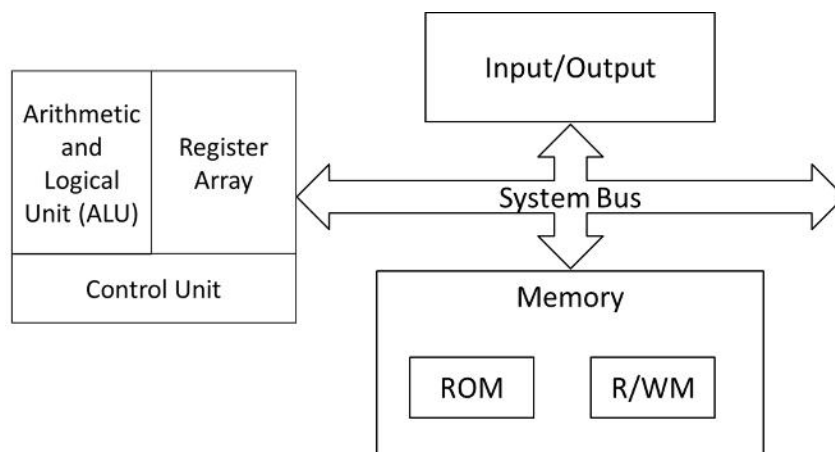 Input/Output
Arithmetic
and
Logical
Unit (ALU)
Register
Array
System Bus
Control Unit
Memory
ROM
R/WM